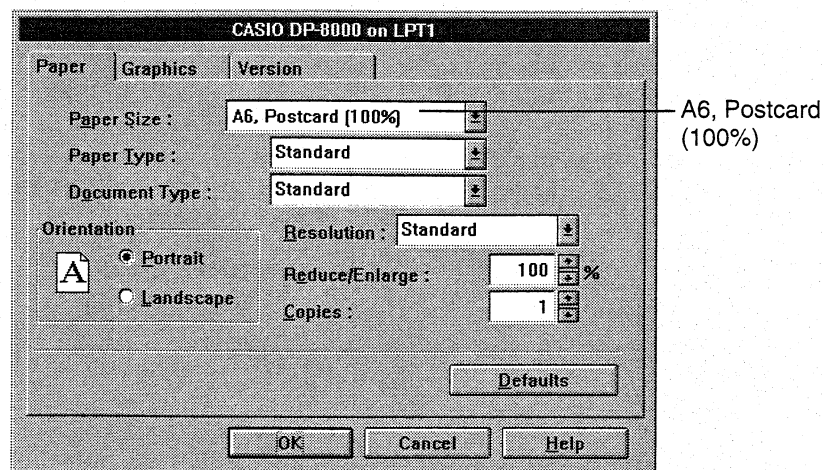 CASIO DP-8000 on LPT1
Paper Graphics Version
Paper Size : A6, Postcard (100%)
A6, Postcard
(100%)
Paper Type : Standard
Document Type : Standard
Orientation
A
Portrait
Landscape
Resolution : Standard
Reduce/Enlarge : 100 %
Copies : 1
Defaults
OK Cancel Help